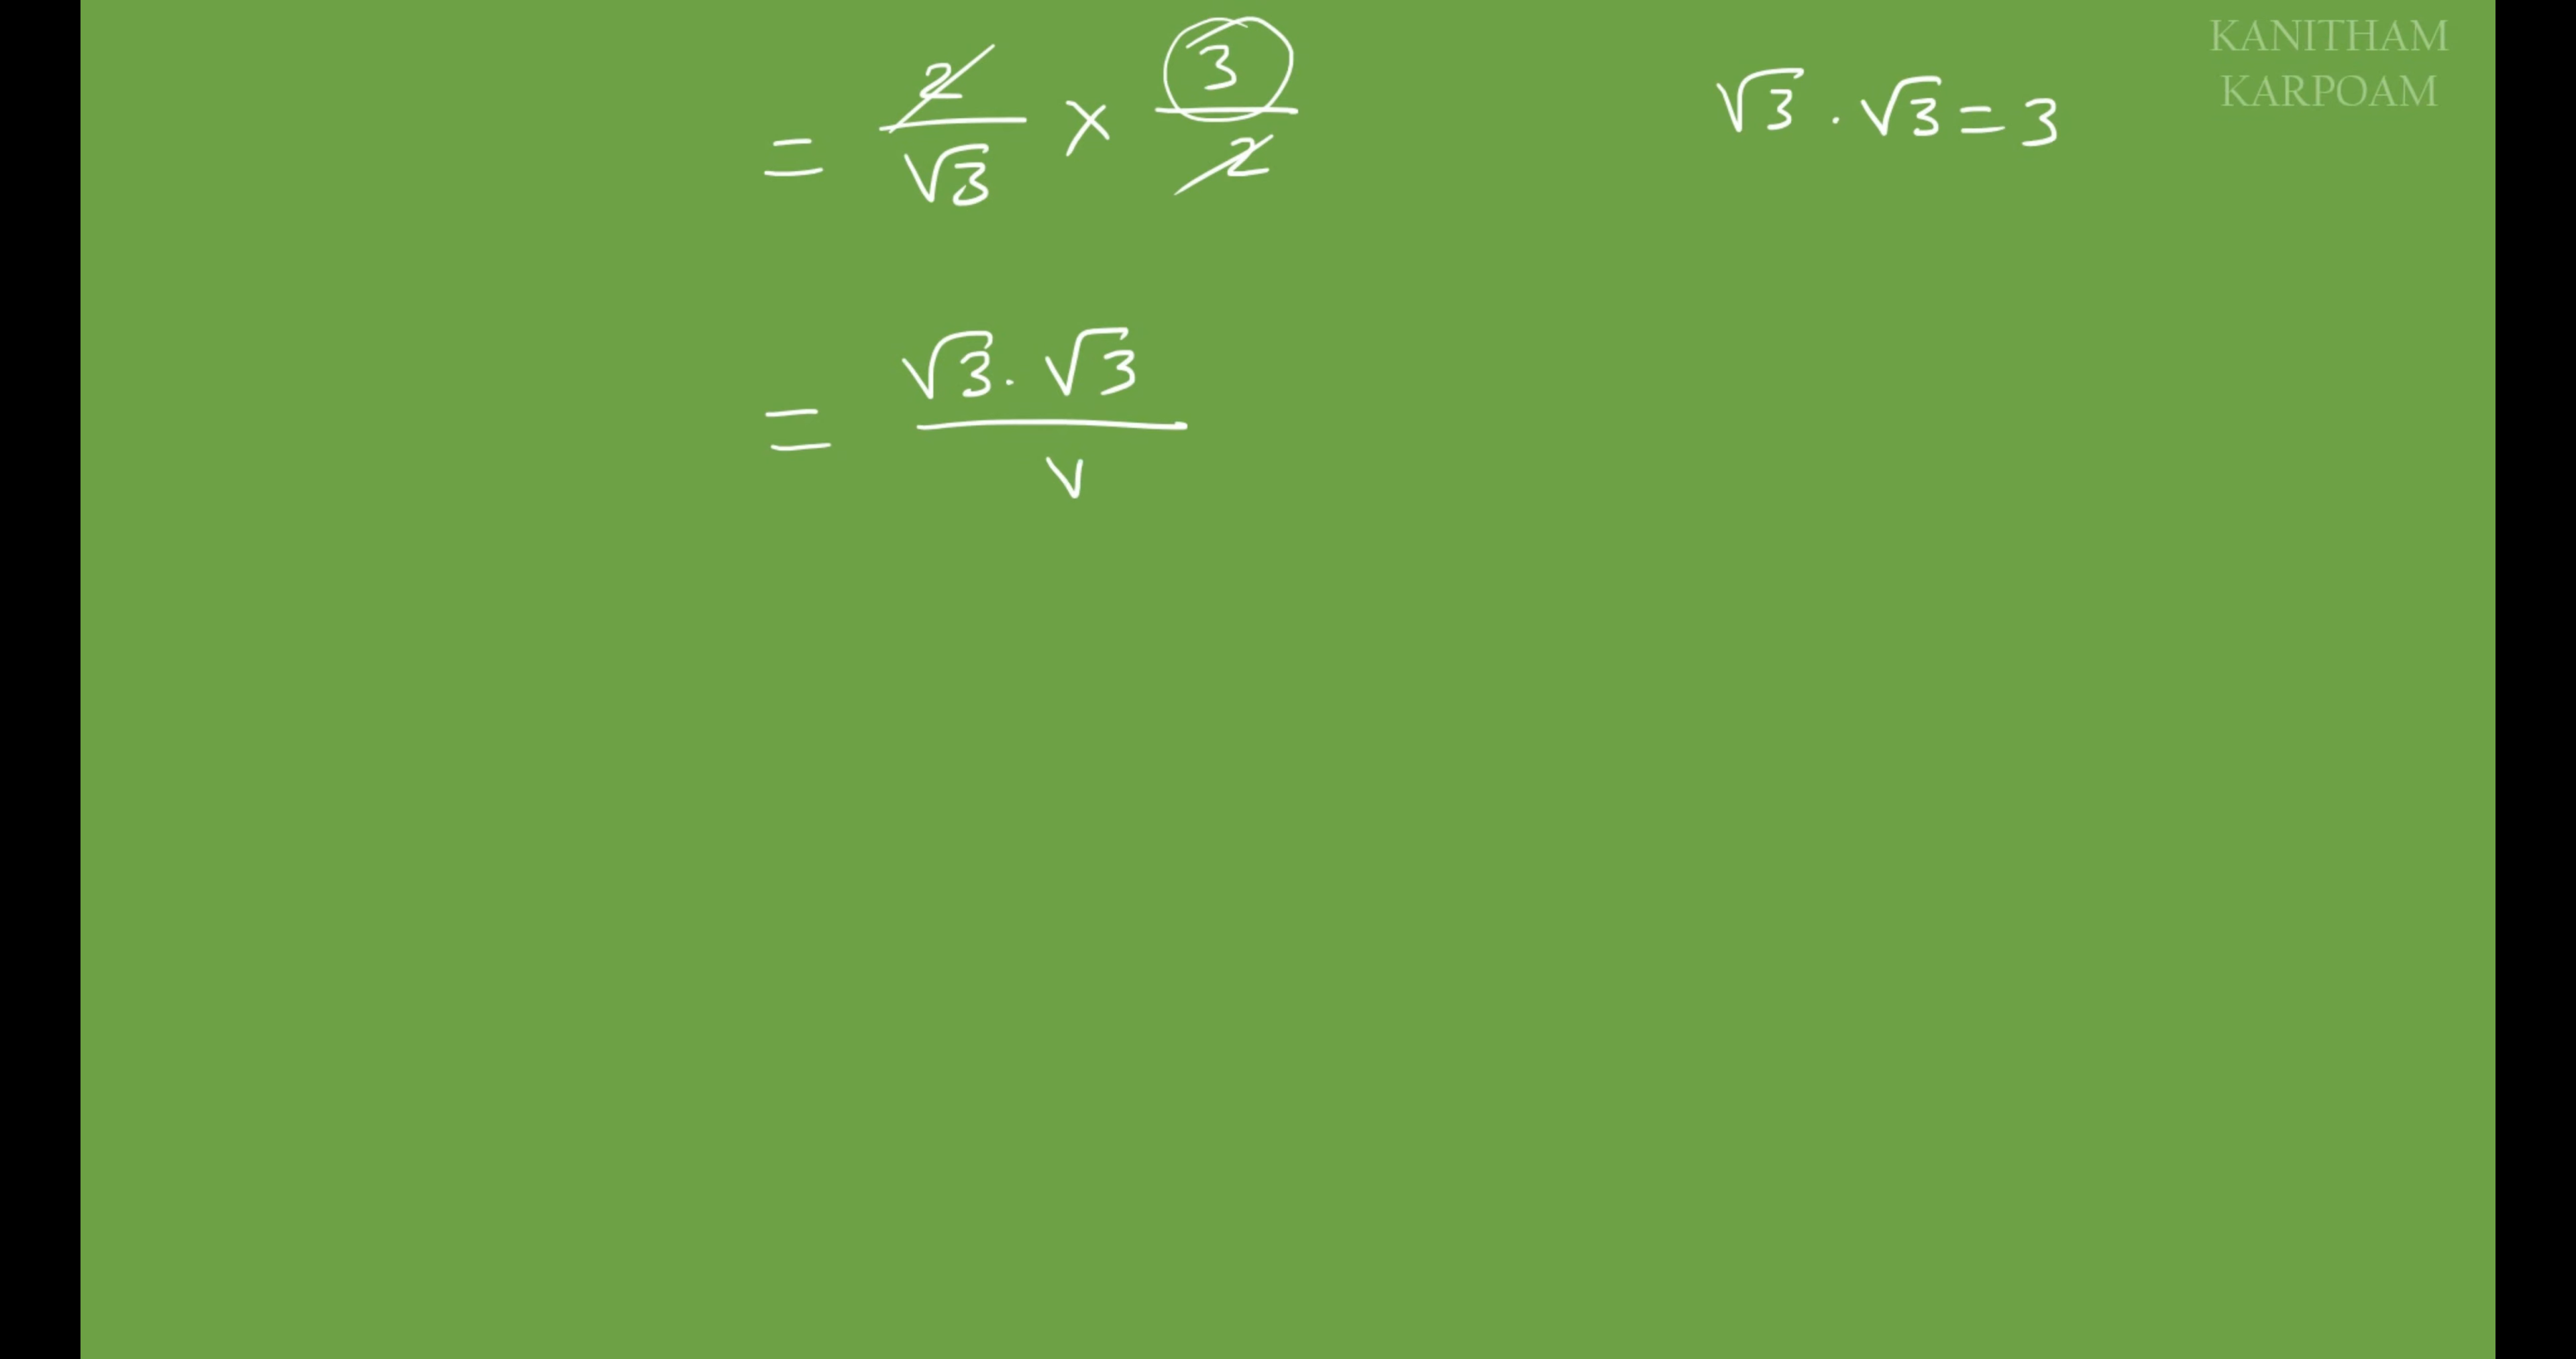 = 2/√3 × 3/2
√3 . √3 = 3
KANITHAM
KARPOAM
= √3 . √3 / √